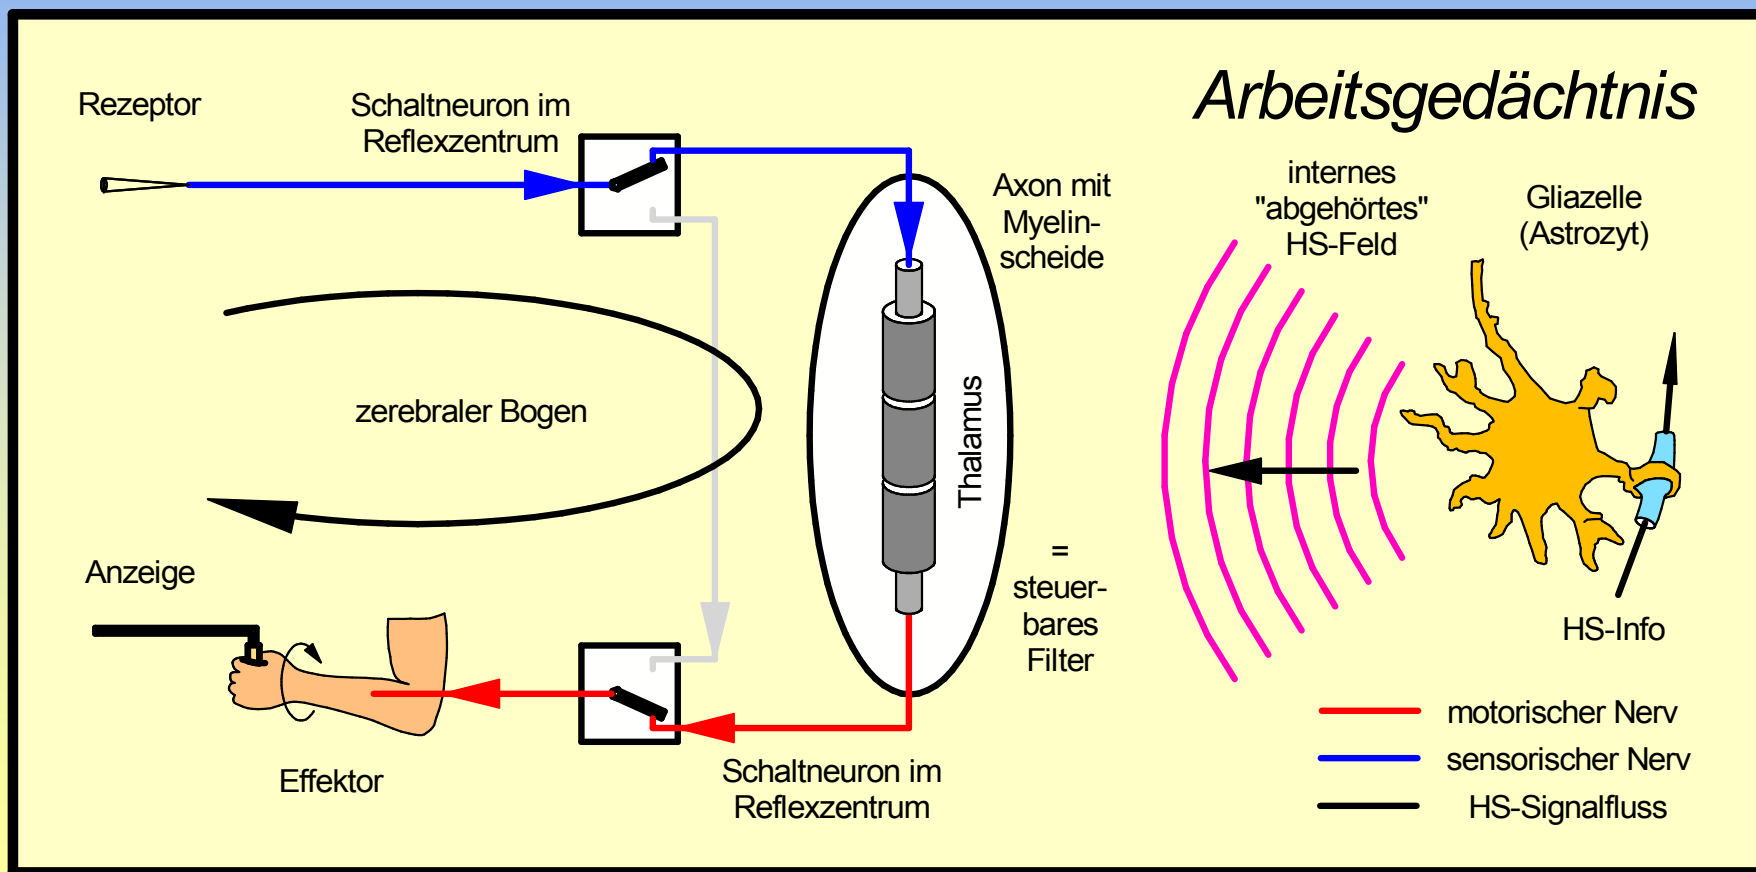 Arbeitsgedächtnis
Rezeptor
Schaltneuron im
Reflexzentrum
Axon mit
Myelin-
scheide
internes
"abgehörtes"
HS-Feld
Gliazelle
(Astrozyt)
zerebraler Bogen
Thalamus
=
steuer-
bares
Filter
Anzeige
HS-Info
Effektor
Schaltneuron im
Reflexzentrum
motorischer Nerv
sensorischer Nerv
HS-Signalfluss